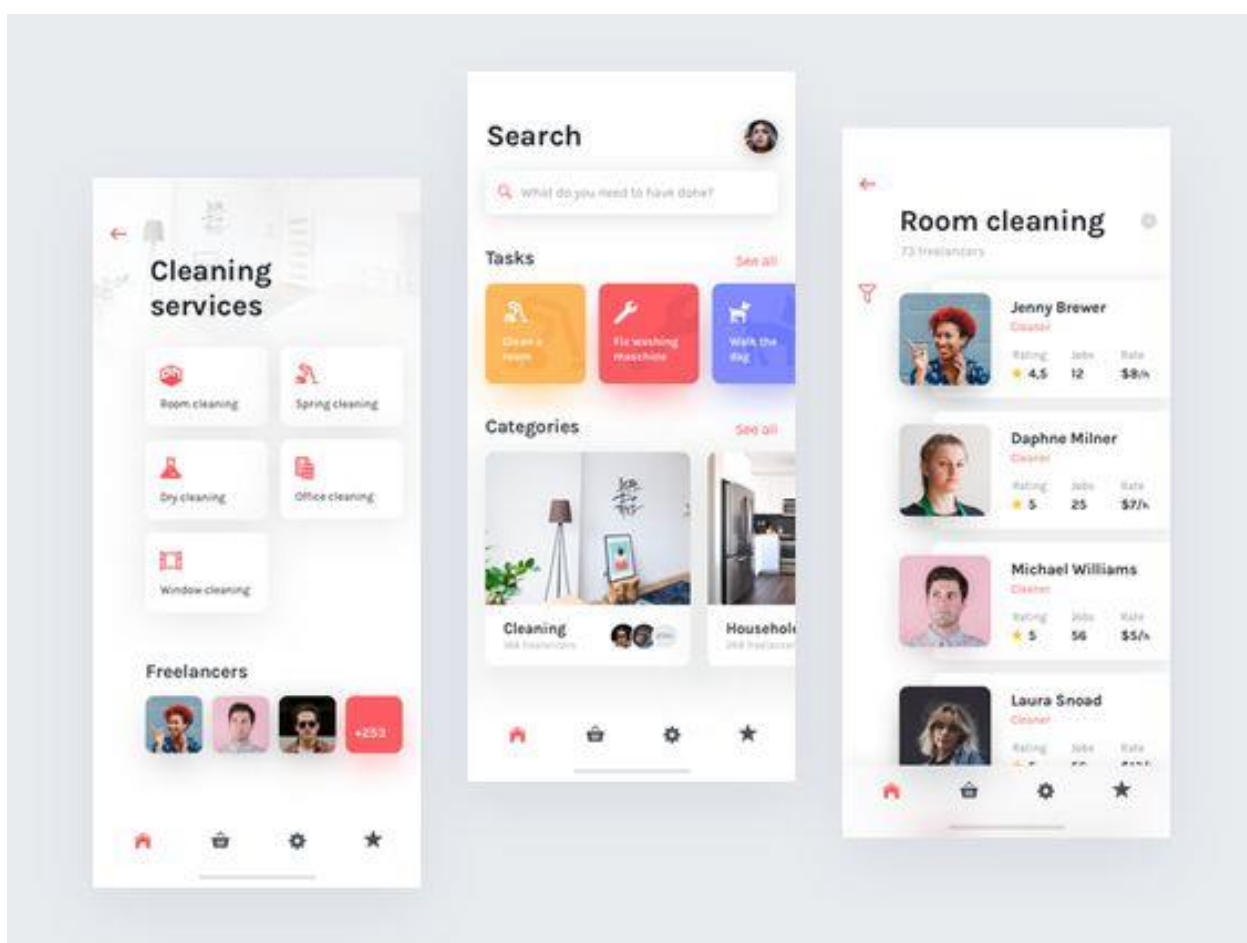 Cleaning
services
Room cleaning
Spring cleaning
Dry cleaning
Office cleaning
Window cleaning
Freelancers
+253
Search
What do you need to have done?
Tasks
See all
Clean a
room
Fix washing
maschine
Walk the
dog
Categories
See all
Cleaning
freelancers
Househol
Room cleaning
73 freelancers
Jenny Brewer
Cleaner
Rating Jobs Rate
4,5 12 $8/h
Daphne Milner
Cleaner
Rating Jobs Rate
5 25 $7/h
Michael Williams
Cleaner
Rating Jobs Rate
5 56 $5/h
Laura Snoad
Cleaner
Rating Jobs Rate